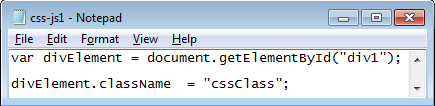 css-js1 - Notepad
File Edit Format View Help
var divElement = document.getElementById("div1");
divElement.className  = "cssClass";